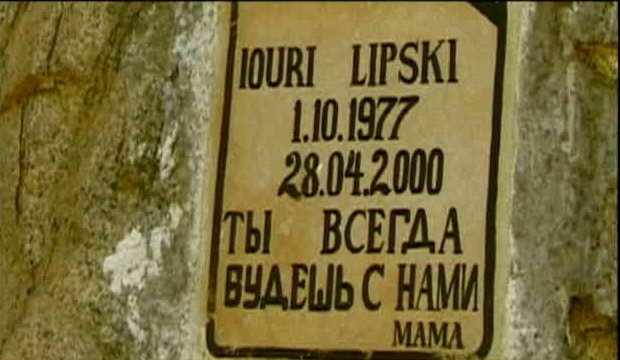 IOURI LIPSKI
1.10.1977
28.04.2000
ТЫ ВСЕГДА
ВУДЕШЬ С НАМИ
МАМА